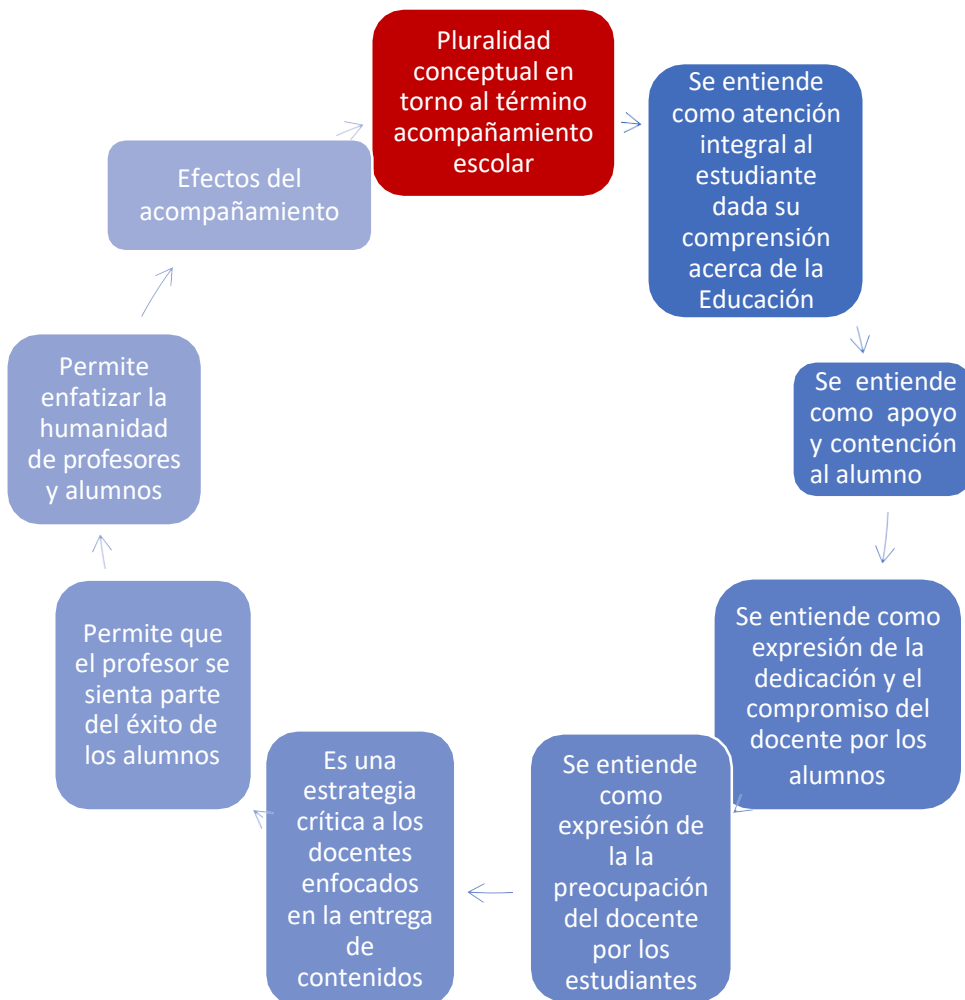 Pluralidad
conceptual en
torno al término
acompañamiento
escolar
Se entiende
como atención
integral al
estudiante
dada su
comprensión
acerca de la
Educación
Se entiende
como apoyo
y contención
al alumno
Se entiende como
expresión de la
dedicación y el
compromiso del
docente por los
alumnos
Se entiende
como
expresión de
la la
preocupación
del docente
por los
estudiantes
Es una
estrategia
crítica a los
docentes
enfocados
en la entrega
de
contenidos
Permite que
el profesor se
sienta parte
del éxito de
los alumnos
Permite
enfatizar la
humanidad
de profesores
y alumnos
Efectos del
acompañamiento